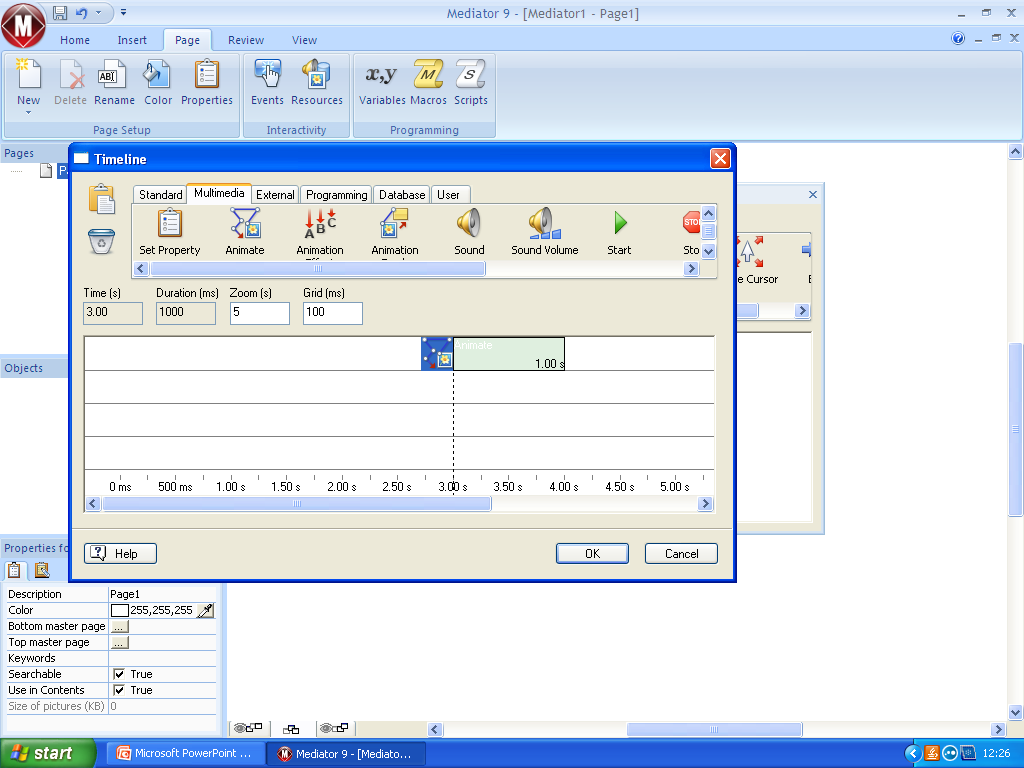 Mediator 9 - [Mediator1 - Page1]
M
Home Insert Page Review View
New Delete Rename Color Properties Events Resources Variables Macros Scripts
Page Setup Interactivity Programming
Pages
Timeline
Standard Multimedia External Programming Database User
Set Property Animate Animation Animation Sound Sound Volume Start Sto
e Cursor
Time (s) Duration (ms) Zoom (s) Grid (ms)
3.00 1000 5 100
Animate
1.00 s
Objects
0 ms 500 ms 1.00 s 1.50 s 2.00 s 2.50 s 3.00 s 3.50 s 4.00 s 4.50 s 5.00 s
Help OK Cancel
Properties fo
Description Page1
Color 255,255,255
Bottom master page ...
Top master page ...
Keywords
Searchable True
Use in Contents True
Size of pictures (KB) 0
start Microsoft PowerPoint ... Mediator 9 - [Mediato... 12:26